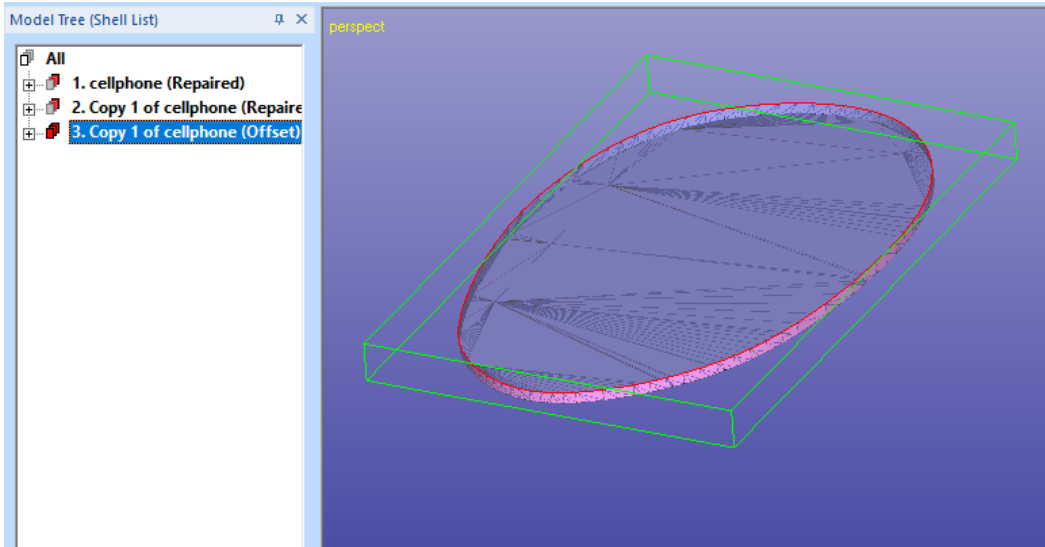 Model Tree (Shell List)
All
1. cellphone (Repaired)
2. Copy 1 of cellphone (Repaire
3. Copy 1 of cellphone (Offset)
perspect